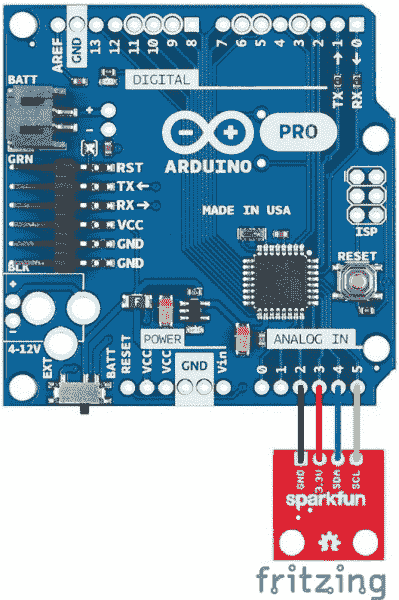 AREF GND 13 12 11 10 9 8 7 6 5 4 3 2 1 0
BATT
DIGITAL
TX → RX ←
+
-
PRO
GRN
ARDUINO
RST
TX ←
RX →
VCC
GND
GND
MADE IN USA
ISP
RESET
BLK
+
-
4-12V
POWER
ANALOG IN
EXT BATT RESET VCC VCC GND Vin 0 1 2 3 4 5
GND 3.3V SDA SCL
sparkfun
fritzing